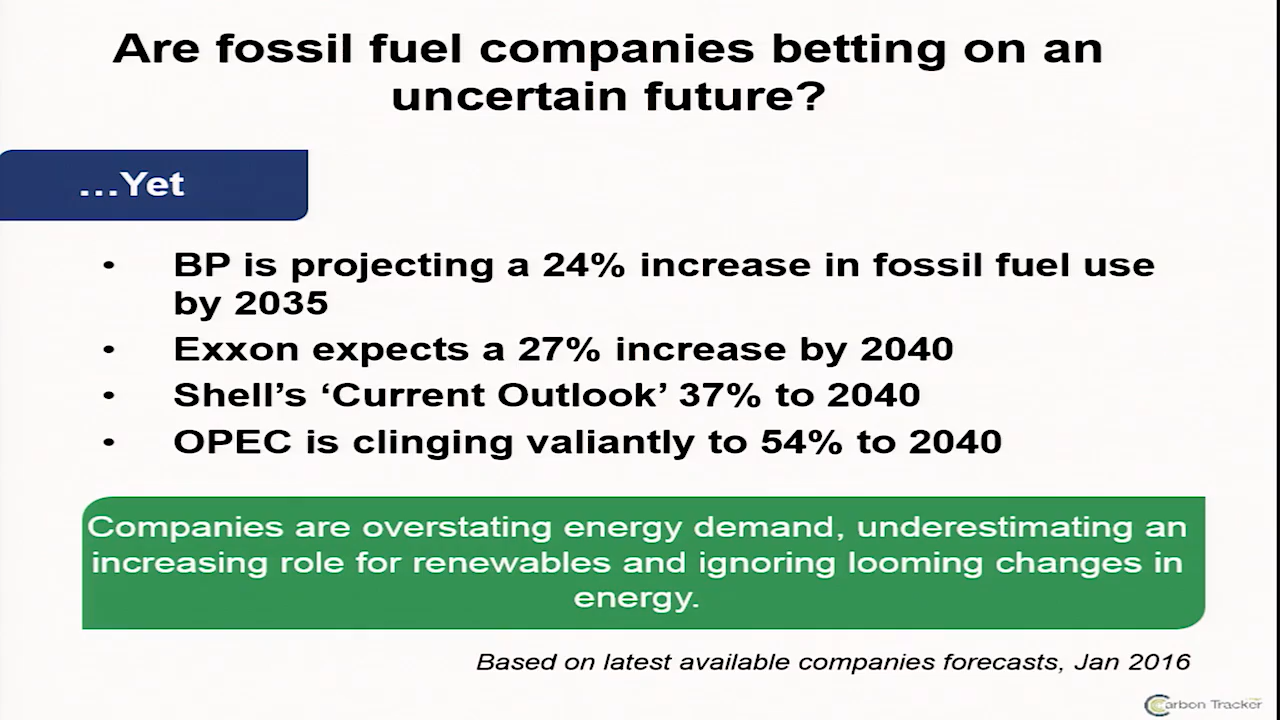 Are fossil fuel companies betting on an
uncertain future?
...Yet
• BP is projecting a 24% increase in fossil fuel use
by 2035
• Exxon expects a 27% increase by 2040
• Shell’s ‘Current Outlook’ 37% to 2040
• OPEC is clinging valiantly to 54% to 2040
Companies are overstating energy demand, underestimating an
increasing role for renewables and ignoring looming changes in
energy.
Based on latest available companies forecasts, Jan 2016
Carbon Tracker